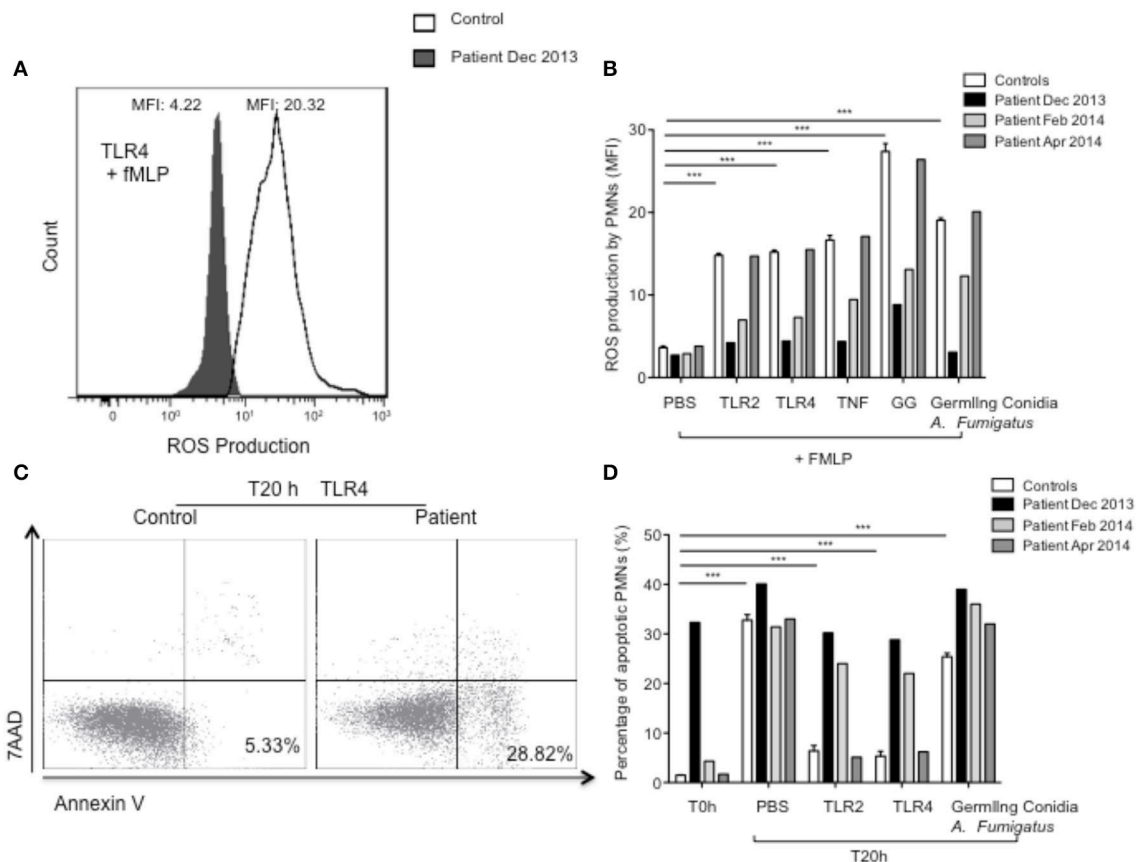 Control
Patient Dec 2013
A
MFI: 4.22 MFI: 20.32
TLR4
+ fMLP
Count
0 10⁰ 10¹ 10² 10³
ROS Production
B
Controls
Patient Dec 2013
Patient Feb 2014
Patient Apr 2014
ROS production by PMNs (MFI)
30
20
10
0
***
***
***
***
***
PBS TLR2 TLR4 TNF GG GermlIng Conidia
A. Fumigatus
+ FMLP
C
T20 h TLR4
Control Patient
7AAD
5.33% 28.82%
Annexin V
D
Controls
Patient Dec 2013
Patient Feb 2014
Patient Apr 2014
Percentage of apoptotic PMNs (%)
50
40
30
20
10
0
***
***
***
***
T0h PBS TLR2 TLR4 GermlIng Conidia
A. Fumigatus
T20h